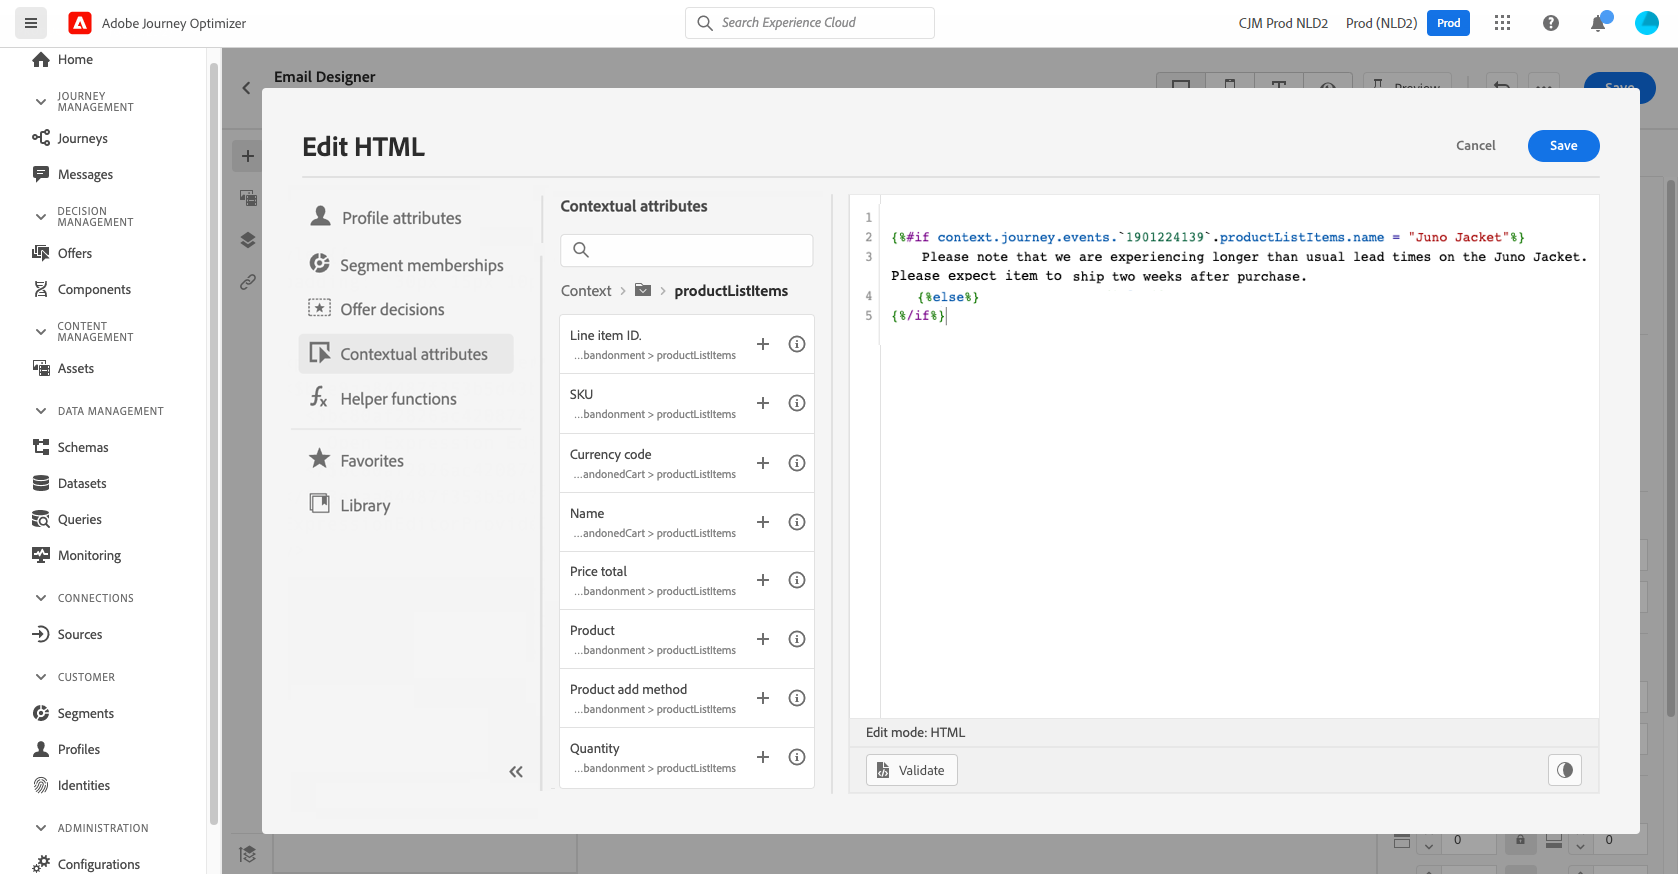 Adobe Journey Optimizer
Search Experience Cloud
CJM Prod NLD2
Prod (NLD2)
Prod
Home
JOURNEY
MANAGEMENT
Journeys
Messages
DECISION
MANAGEMENT
Offers
Components
CONTENT
MANAGEMENT
Assets
DATA MANAGEMENT
Schemas
Datasets
Queries
Monitoring
CONNECTIONS
Sources
CUSTOMER
Segments
Profiles
Identities
ADMINISTRATION
Configurations
Email Designer
Preview
Save
Edit HTML
Cancel
Save
Profile attributes
Segment memberships
Offer decisions
Contextual attributes
Helper functions
Favorites
Library
Contextual attributes
Context > productListItems
Line item ID.
...bandonment > productListItems
SKU
...bandonment > productListItems
Currency code
...andonedCart > productListItems
Name
...andonedCart > productListItems
Price total
...bandonment > productListItems
Product
...bandonment > productListItems
Product add method
...bandonment > productListItems
Quantity
...bandonment > productListItems
1
2 {%#if context.journey.events.`1901224139`.productListItems.name = "Juno Jacket"%}
3 Please note that we are experiencing longer than usual lead times on the Juno Jacket.
Please expect item to ship two weeks after purchase.
4 {%else%}
5 {%/if%}
Edit mode: HTML
Validate
0
0